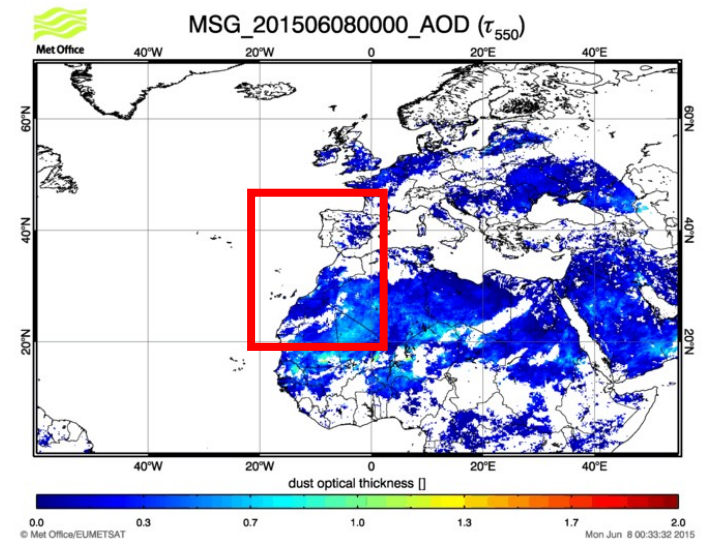 MSG_201506080000_AOD (τ550)
Met Office
40°W 20°W 0 20°E 40°E
60°N 60°N
40°N 40°N
20°N 20°N
40°W 20°W 0 20°E 40°E
dust optical thickness []
0.0 0.3 0.7 1.0 1.3 1.7 2.0
© Met Office/EUMETSAT Mon Jun 8 00:33:32 2015